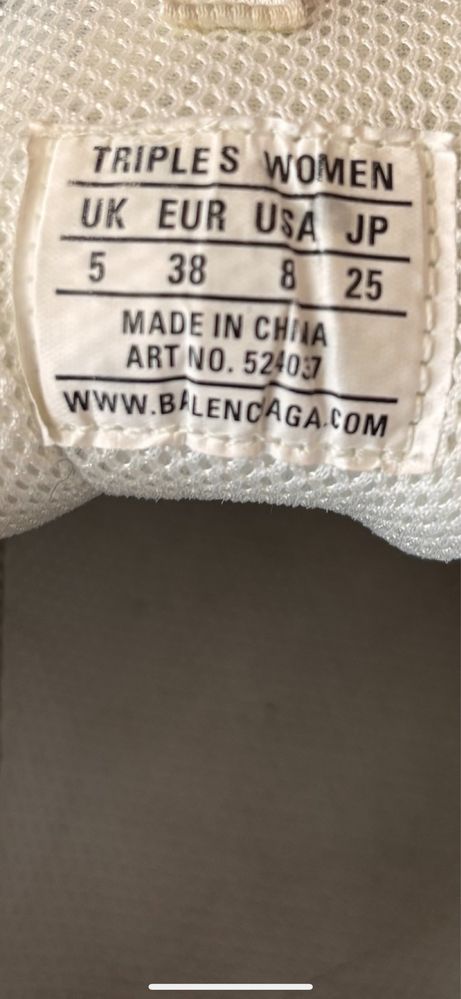 TRIPLE S WOMEN
UK EUR USA JP
5 38 8 25
MADE IN CHINA
ART NO. 524037
WWW.BALENCIAGA.COM